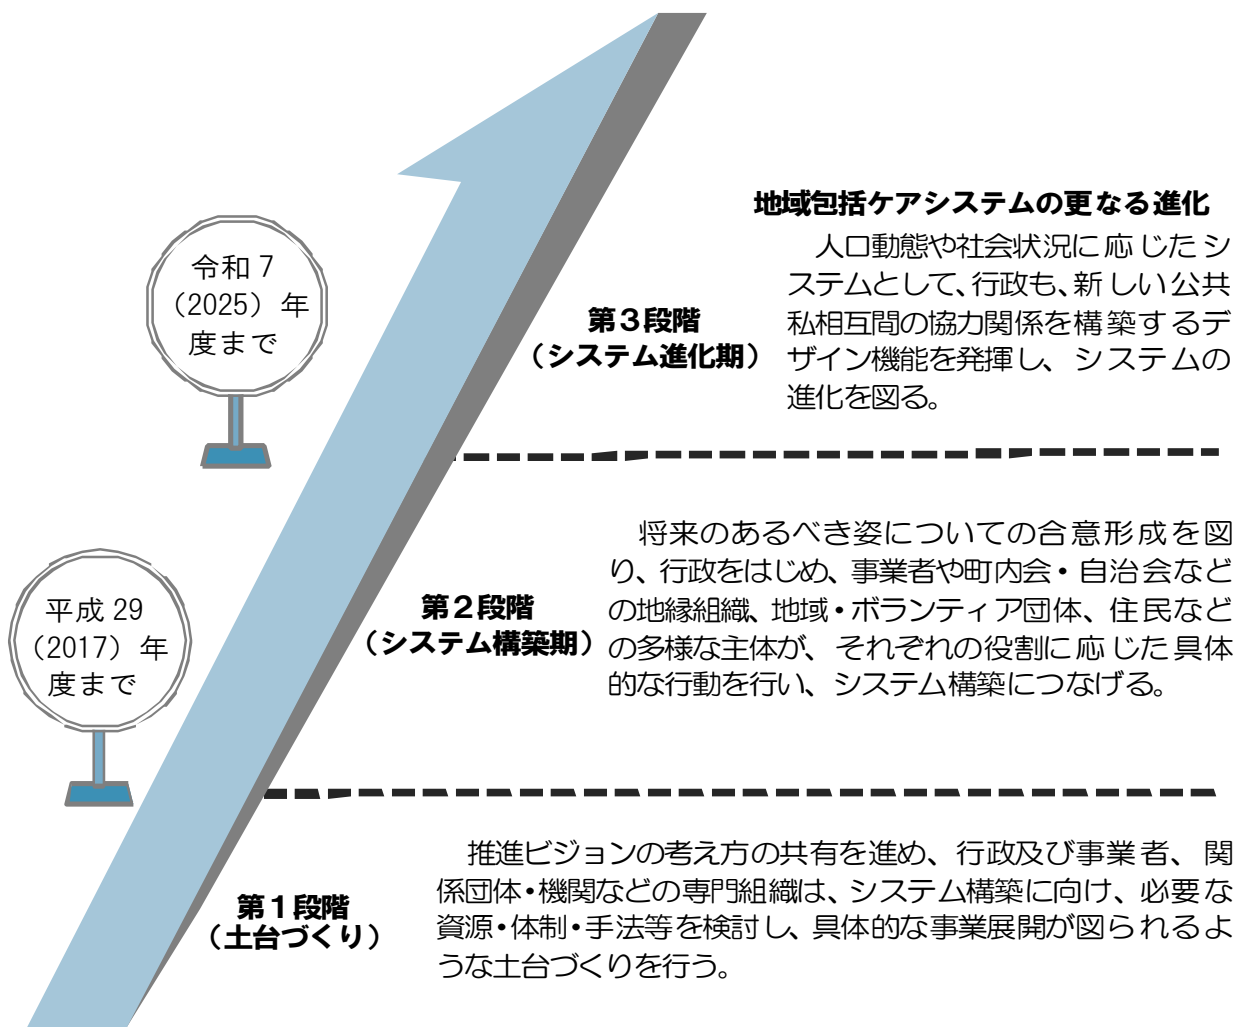 地域包括ケアシステムの更なる進化
人口動態や社会状況に応じたシ
ステムとして、行政も、新しい公共
私相互間の協力関係を構築するデ
ザイン機能を発揮し、システムの
進化を図る。
令和7
（2025）年
度まで
第３段階
（システム進化期）
将来のあるべき姿についての合意形成を図
り、行政をはじめ、事業者や町内会・自治会など
の地縁組織、地域・ボランティア団体、住民など
の多様な主体が、それぞれの役割に応じた具体
的な行動を行い、システム構築につなげる。
平成29
（2017）年
度まで
第２段階
（システム構築期）
推進ビジョンの考え方の共有を進め、行政及び事業者、関
係団体・機関などの専門組織は、システム構築に向け、必要な
資源・体制・手法等を検討し、具体的な事業展開が図られるよ
うな土台づくりを行う。
第１段階
（土台づくり）